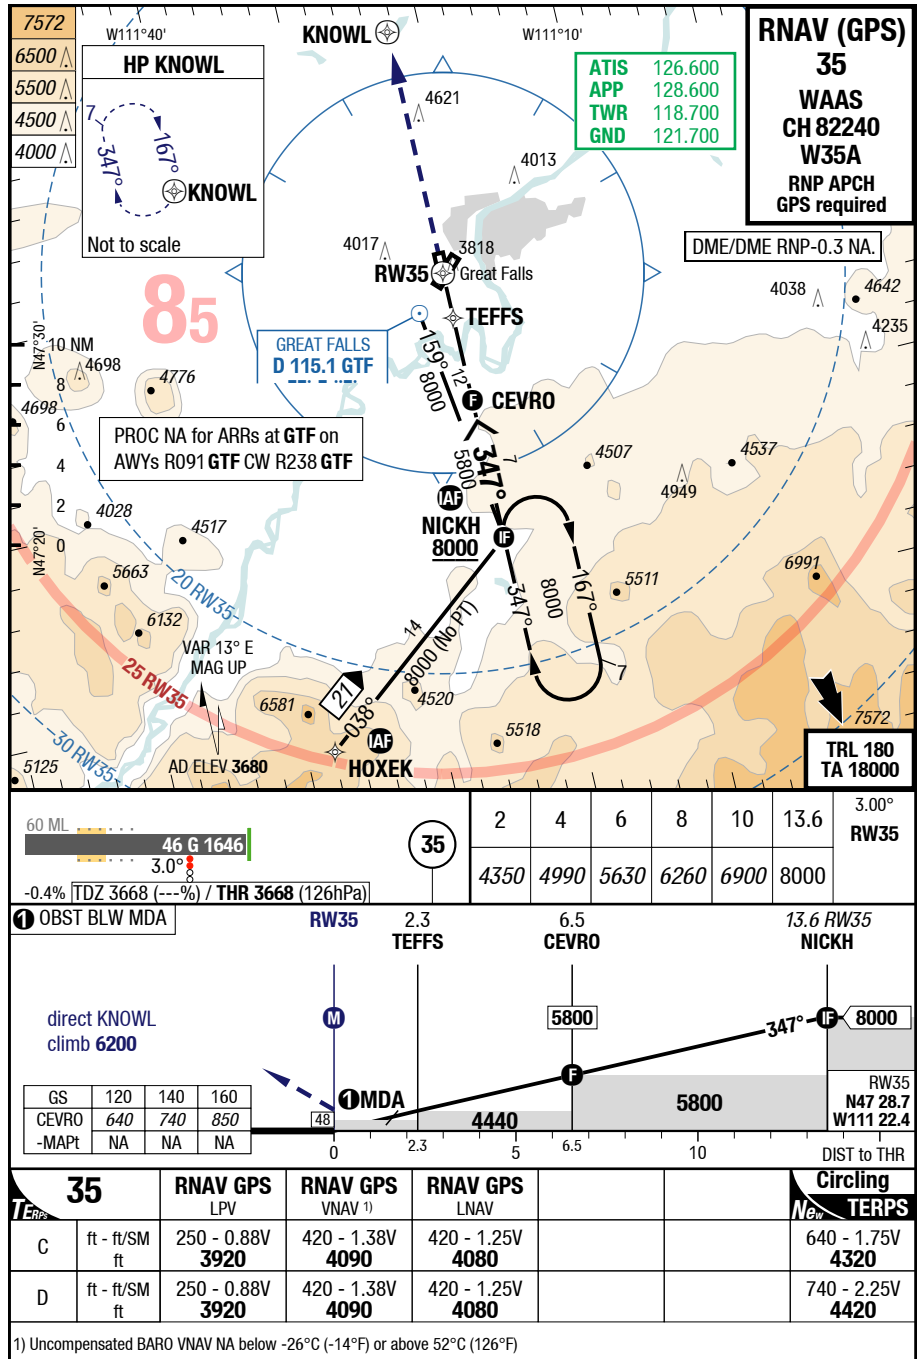 7572
6500
5500
4500
4000
W111°40'
W111°10'
KNOWL
HP KNOWL
7
347°
167°
KNOWL
Not to scale
ATIS 126.600
APP 128.600
TWR 118.700
GND 121.700
RNAV (GPS)
35
WAAS
CH 82240
W35A
RNP APCH
GPS required
DME/DME RNP-0.3 NA.
4621
4013
4017
3818
RW35
Great Falls
TEFFS
4038
4642
4235
85
GREAT FALLS
D 115.1 GTF
N47°30'
10 NM
8
6
4
2
0
N47°20'
4698
4776
4698
159°
8000
12
F CEVRO
PROC NA for ARRs at GTF on
AWYs R091 GTF CW R238 GTF
5800
347°
7
4507
4537
4949
IAF
NICKH
8000
IF
4028
4517
5663
6132
20 RW35
25 RW35
30 RW35
VAR 13° E
MAG UP
347°
8000
167°
7
5511
6991
14
8000 (No PT)
21
038°
4520
6581
5518
7572
5125
AD ELEV 3680
IAF
HOXEK
TRL 180
TA 18000
60 ML
46 G 1646
3.0°
-0.4% TDZ 3668 (---%) / THR 3668 (126hPa)
35
2 4 6 8 10 13.6 3.00°
RW35
4350 4990 5630 6260 6900 8000
1 OBST BLW MDA
RW35 2.3 6.5 13.6 RW35
TEFFS CEVRO NICKH
direct KNOWL
climb 6200
M
5800
347°
IF
8000
F
1 MDA
48
4440
5800
RW35
N47 28.7
W111 22.4
GS 120 140 160
CEVRO 640 740 850
-MAPt NA NA NA
0 2.3 5 6.5 10 DIST to THR
TERPS 35 RNAV GPS RNAV GPS RNAV GPS Circling
LPV VNAV 1) LNAV New TERPS
C ft - ft/SM 250 - 0.88V 420 - 1.38V 420 - 1.25V 640 - 1.75V
ft 3920 4090 4080 4320
D ft - ft/SM 250 - 0.88V 420 - 1.38V 420 - 1.25V 740 - 2.25V
ft 3920 4090 4080 4420
1) Uncompensated BARO VNAV NA below -26°C (-14°F) or above 52°C (126°F)